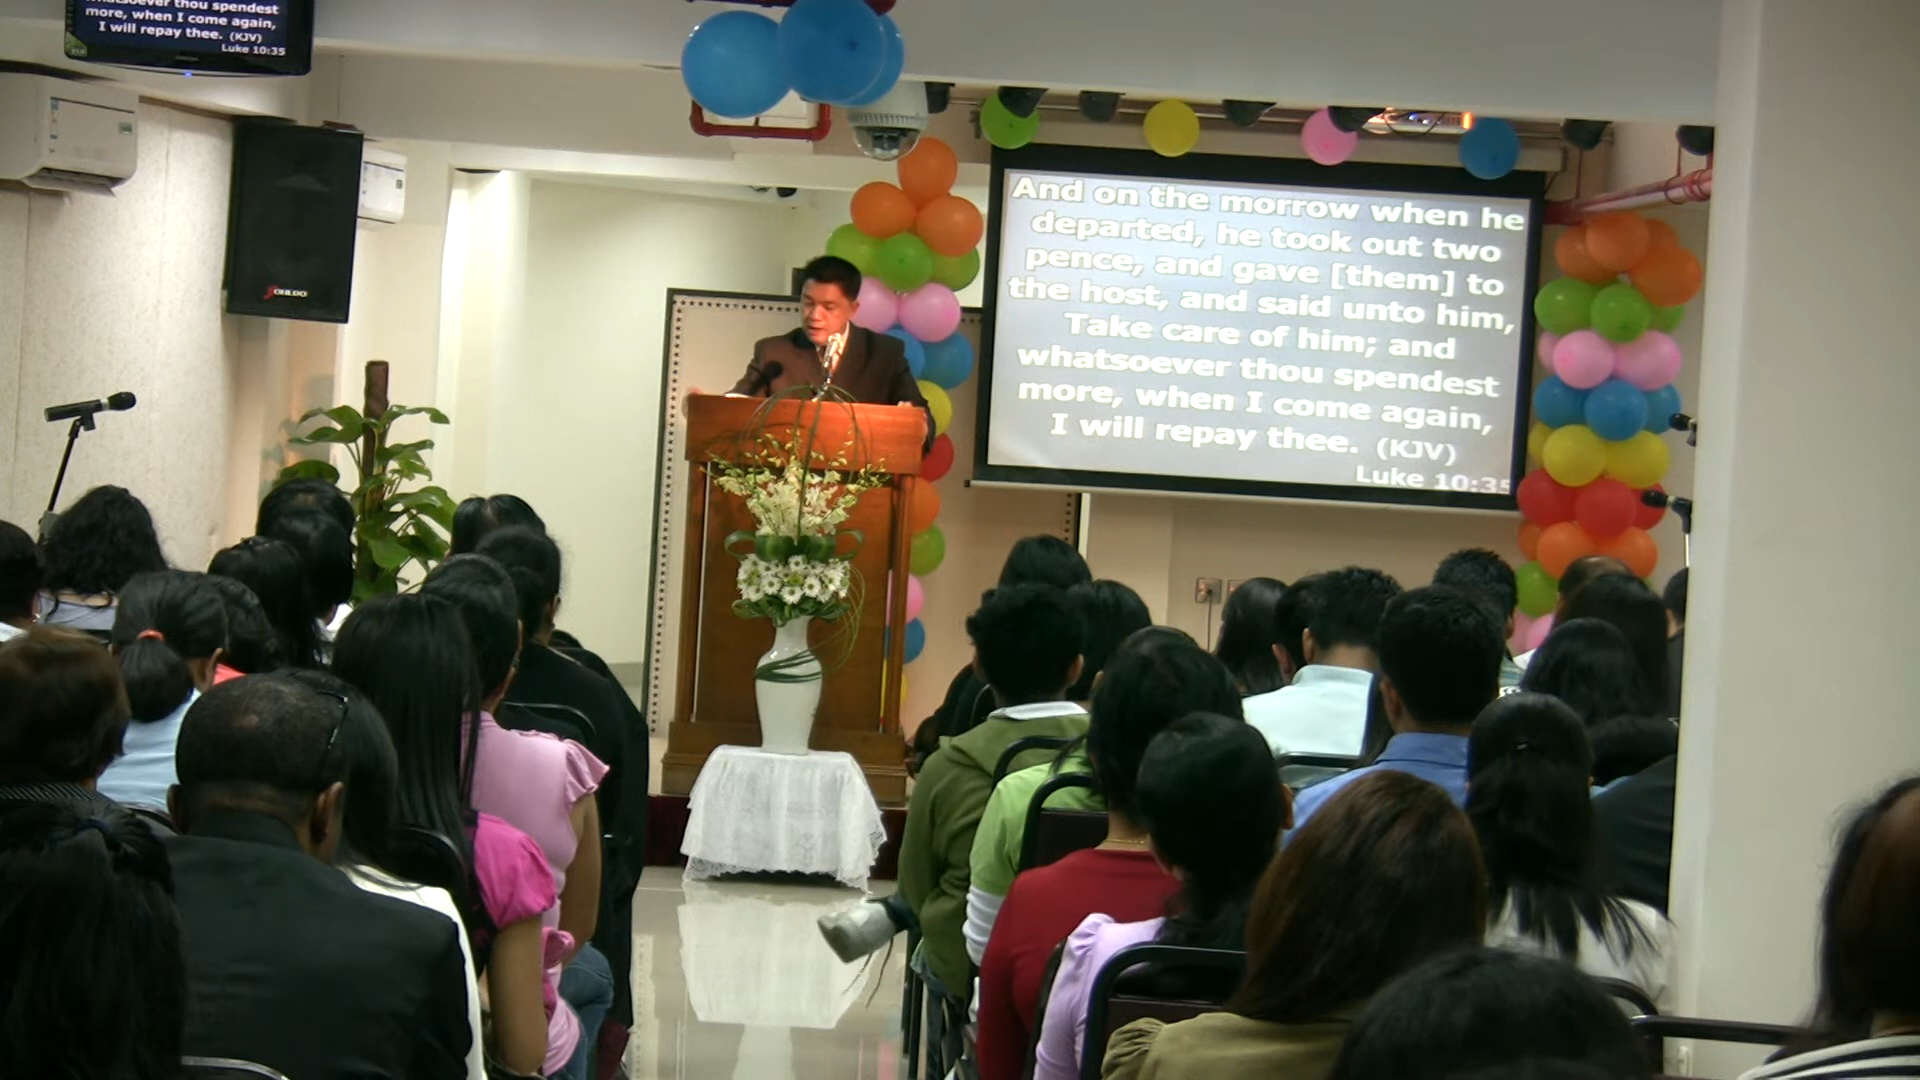 whatsoever thou spendest
more, when I come again,
I will repay thee. (KJV)
Luke 10:35
And on the morrow when he
departed, he took out two
pence, and gave [them] to
the host, and said unto him,
Take care of him; and
whatsoever thou spendest
more, when I come again,
I will repay thee. (KJV)
Luke 10:35